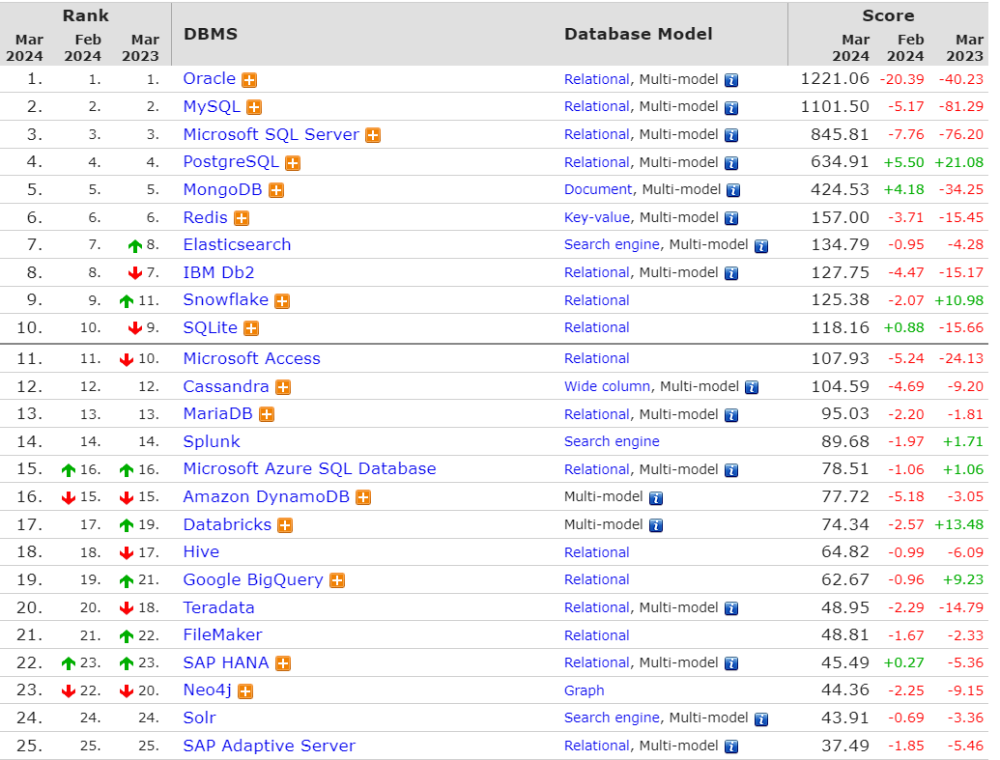 Rank DBMS Database Model Score
Mar 2024 Feb 2024 Mar 2023 Mar 2024 Feb 2024 Mar 2023
1. 1. 1. Oracle Relational, Multi-model 1221.06 -20.39 -40.23
2. 2. 2. MySQL Relational, Multi-model 1101.50 -5.17 -81.29
3. 3. 3. Microsoft SQL Server Relational, Multi-model 845.81 -7.76 -76.20
4. 4. 4. PostgreSQL Relational, Multi-model 634.91 +5.50 +21.08
5. 5. 5. MongoDB Document, Multi-model 424.53 +4.18 -34.25
6. 6. 6. Redis Key-value, Multi-model 157.00 -3.71 -15.45
7. 7. 8. Elasticsearch Search engine, Multi-model 134.79 -0.95 -4.28
8. 8. 7. IBM Db2 Relational, Multi-model 127.75 -4.47 -15.17
9. 9. 11. Snowflake Relational 125.38 -2.07 +10.98
10. 10. 9. SQLite Relational 118.16 +0.88 -15.66
11. 11. 10. Microsoft Access Relational 107.93 -5.24 -24.13
12. 12. 12. Cassandra Wide column, Multi-model 104.59 -4.69 -9.20
13. 13. 13. MariaDB Relational, Multi-model 95.03 -2.20 -1.81
14. 14. 14. Splunk Search engine 89.68 -1.97 +1.71
15. 16. 16. Microsoft Azure SQL Database Relational, Multi-model 78.51 -1.06 +1.06
16. 15. 15. Amazon DynamoDB Multi-model 77.72 -5.18 -3.05
17. 17. 19. Databricks Multi-model 74.34 -2.57 +13.48
18. 18. 17. Hive Relational 64.82 -0.99 -6.09
19. 19. 21. Google BigQuery Relational 62.67 -0.96 +9.23
20. 20. 18. Teradata Relational, Multi-model 48.95 -2.29 -14.79
21. 21. 22. FileMaker Relational 48.81 -1.67 -2.33
22. 23. 23. SAP HANA Relational, Multi-model 45.49 +0.27 -5.36
23. 22. 20. Neo4j Graph 44.36 -2.25 -9.15
24. 24. 24. Solr Search engine, Multi-model 43.91 -0.69 -3.36
25. 25. 25. SAP Adaptive Server Relational, Multi-model 37.49 -1.85 -5.46